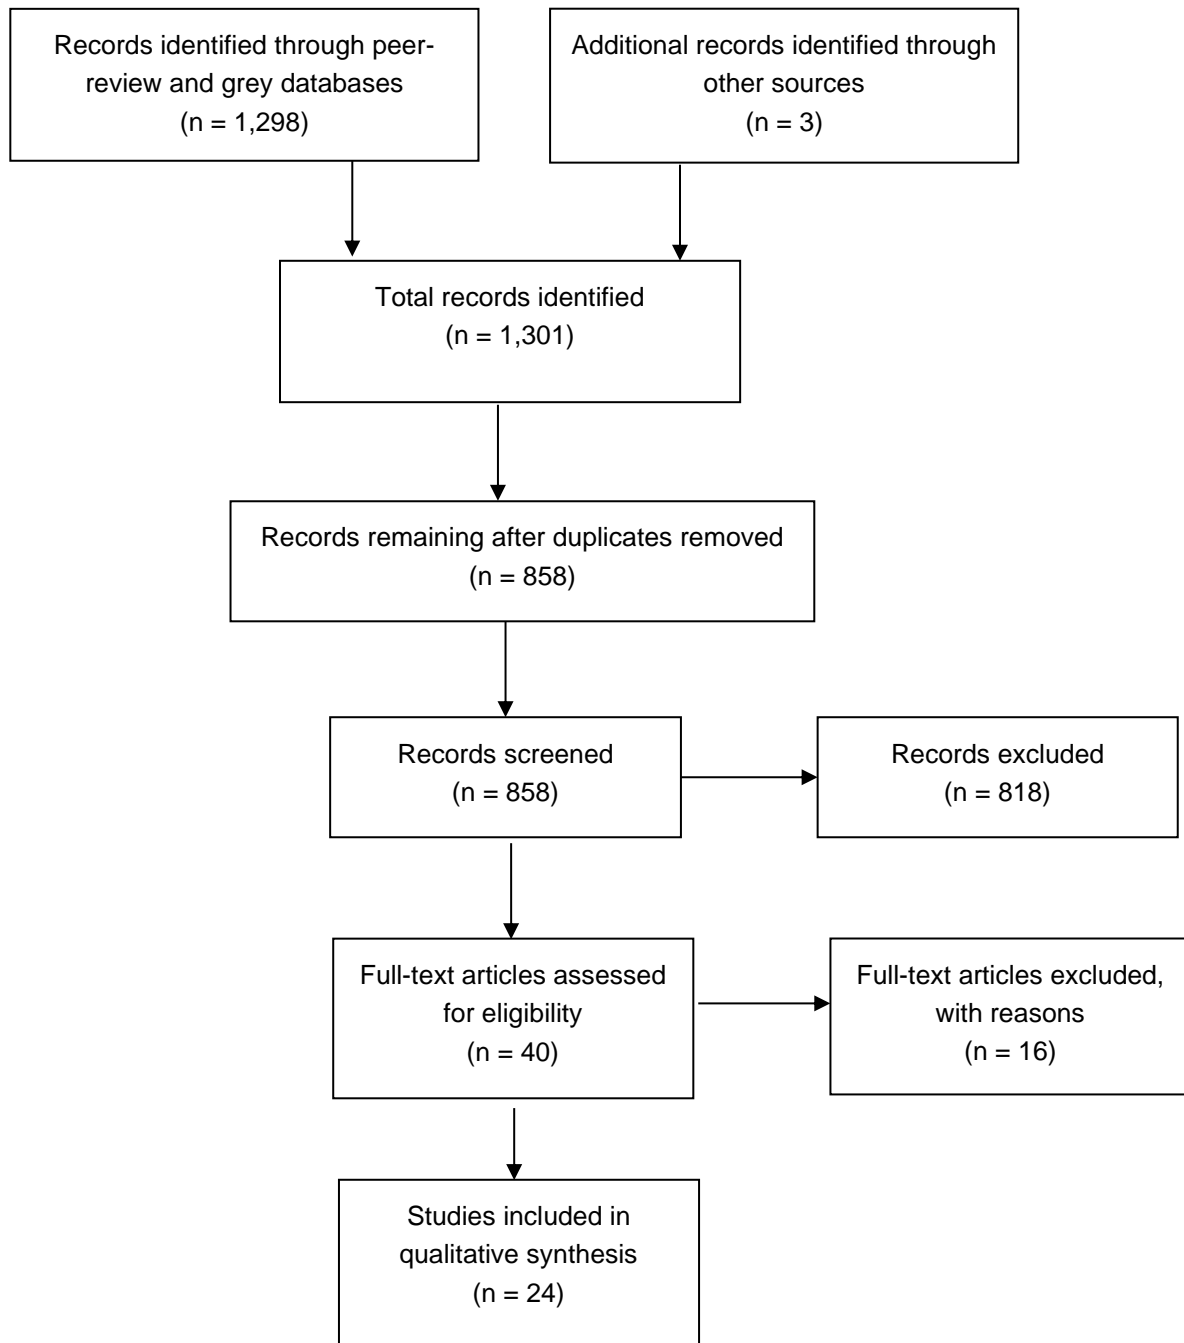 Records identified through peer-
review and grey databases
(n = 1,298)
Additional records identified through
other sources
(n = 3)
Total records identified
(n = 1,301)
Records remaining after duplicates removed
(n = 858)
Records screened
(n = 858)
Records excluded
(n = 818)
Full-text articles assessed
for eligibility
(n = 40)
Full-text articles excluded,
with reasons
(n = 16)
Studies included in
qualitative synthesis
(n = 24)